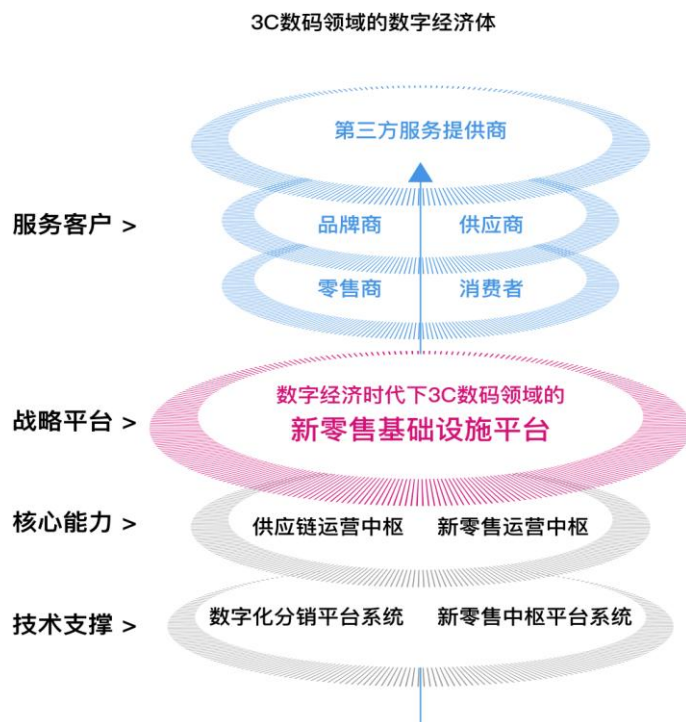 3C数码领域的数字经济体
第三方服务提供商
服务客户 >
品牌商 供应商
零售商 消费者
数字经济时代下3C数码领域的
战略平台 >
新零售基础设施平台
核心能力 >
供应链运营中枢 新零售运营中枢
技术支撑 >
数字化分销平台系统 新零售中枢平台系统